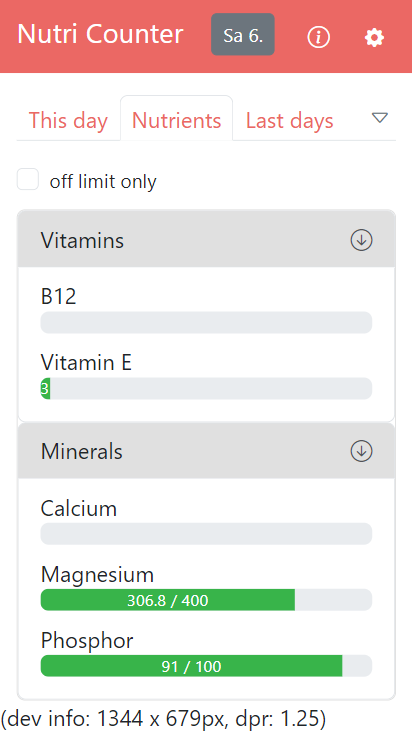 Nutri Counter
Sa 6.
This day
Nutrients
Last days
off limit only
Vitamins
B12
Vitamin E
3
Minerals
Calcium
Magnesium
306.8 / 400
Phosphor
91 / 100
(dev info: 1344 x 679px, dpr: 1.25)